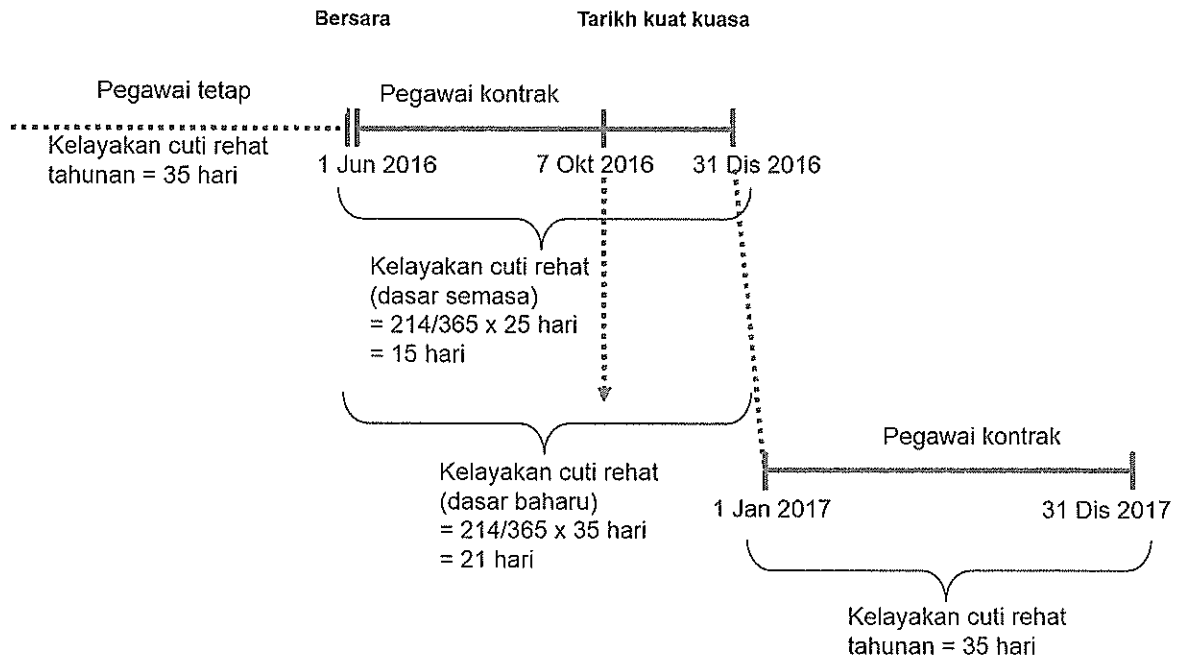 Bersara
Tarikh kuat kuasa
Pegawai tetap
Pegawai kontrak
Kelayakan cuti rehat
tahunan = 35 hari
1 Jun 2016
7 Okt 2016
31 Dis 2016
Kelayakan cuti rehat
(dasar semasa)
= 214/365 x 25 hari
= 15 hari
Kelayakan cuti rehat
(dasar baharu)
= 214/365 x 35 hari
= 21 hari
Pegawai kontrak
1 Jan 2017
31 Dis 2017
Kelayakan cuti rehat
tahunan = 35 hari